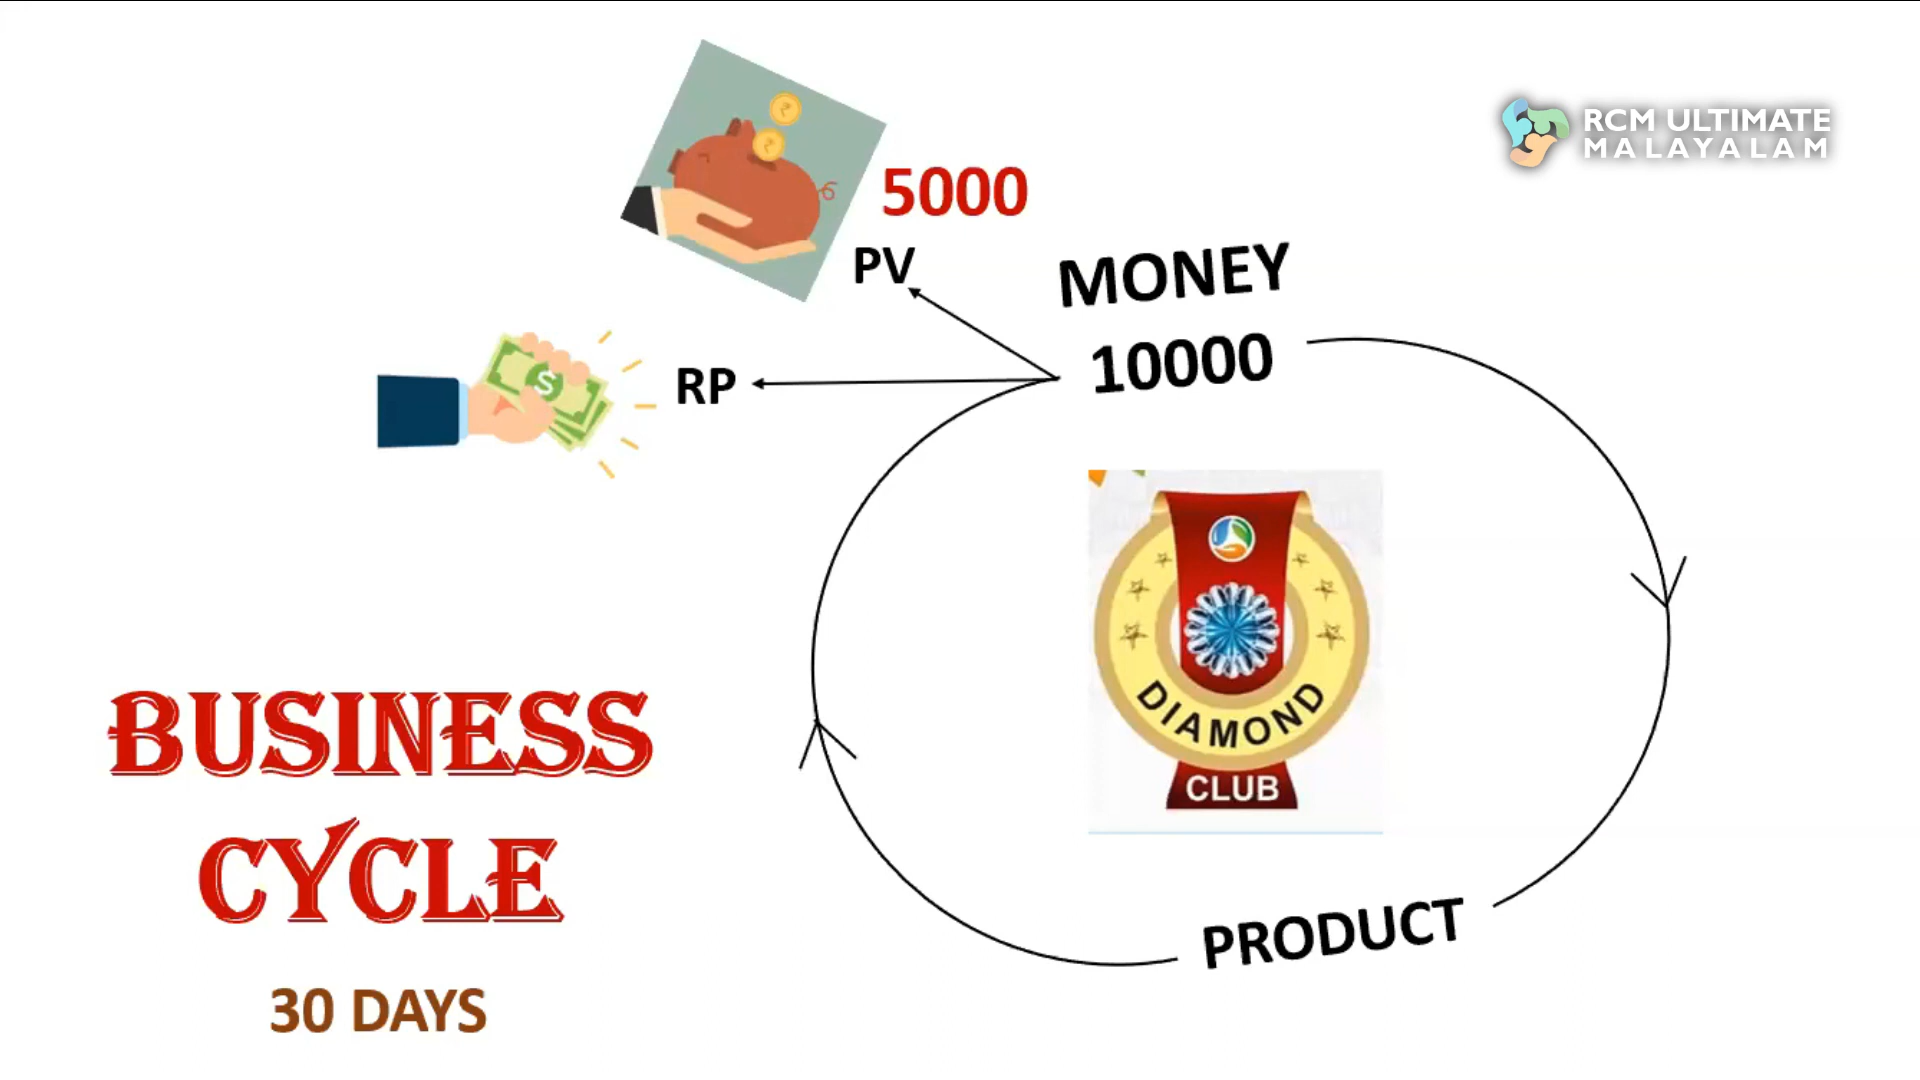 RCM ULTIMATE
MALAYALAM
5000
PV
MONEY
10000
RP
DIAMOND
CLUB
BUSINESS
CYCLE
PRODUCT
30 DAYS